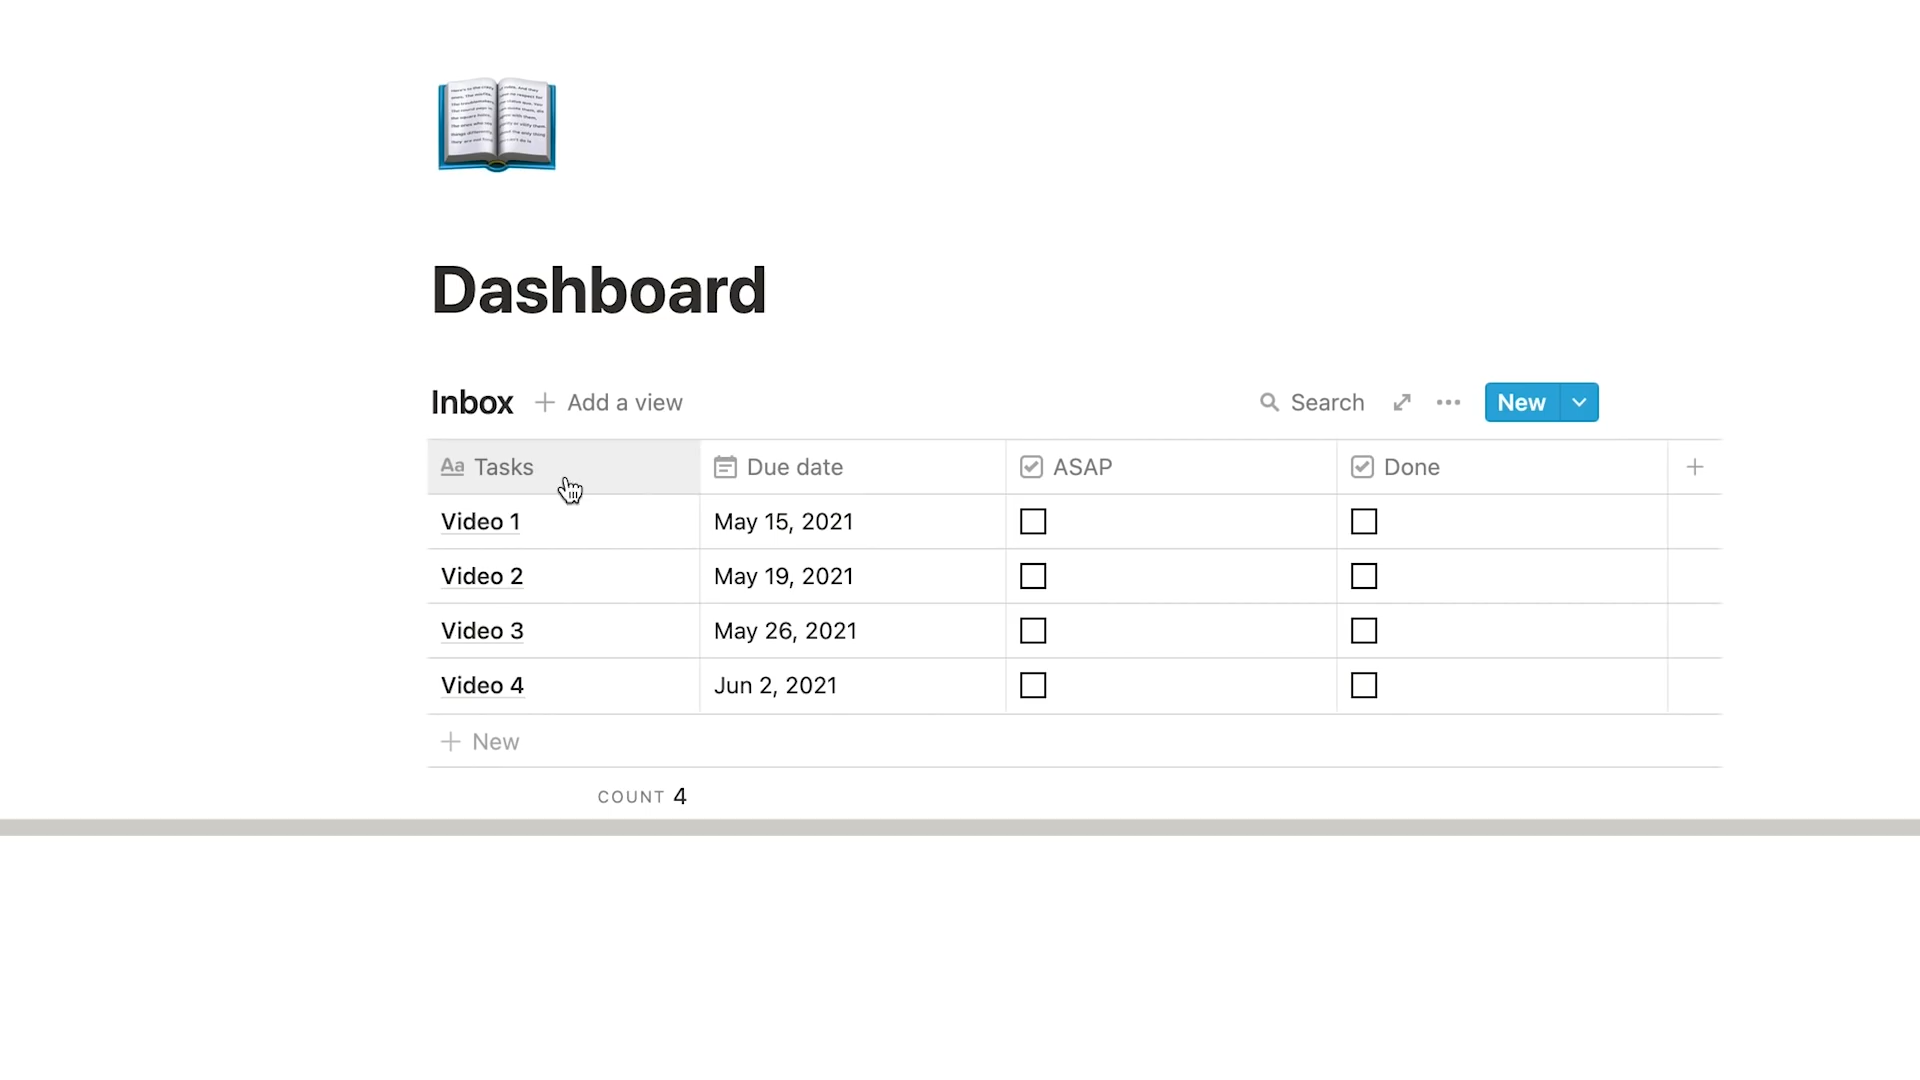 Dashboard
Inbox + Add a view Search ••• New
Aa Tasks Due date ASAP Done +
Video 1 May 15, 2021
Video 2 May 19, 2021
Video 3 May 26, 2021
Video 4 Jun 2, 2021
+ New
COUNT 4